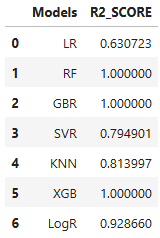 Models R2_SCORE
0 LR 0.630723
1 RF 1.000000
2 GBR 1.000000
3 SVR 0.794901
4 KNN 0.813997
5 XGB 1.000000
6 LogR 0.928660